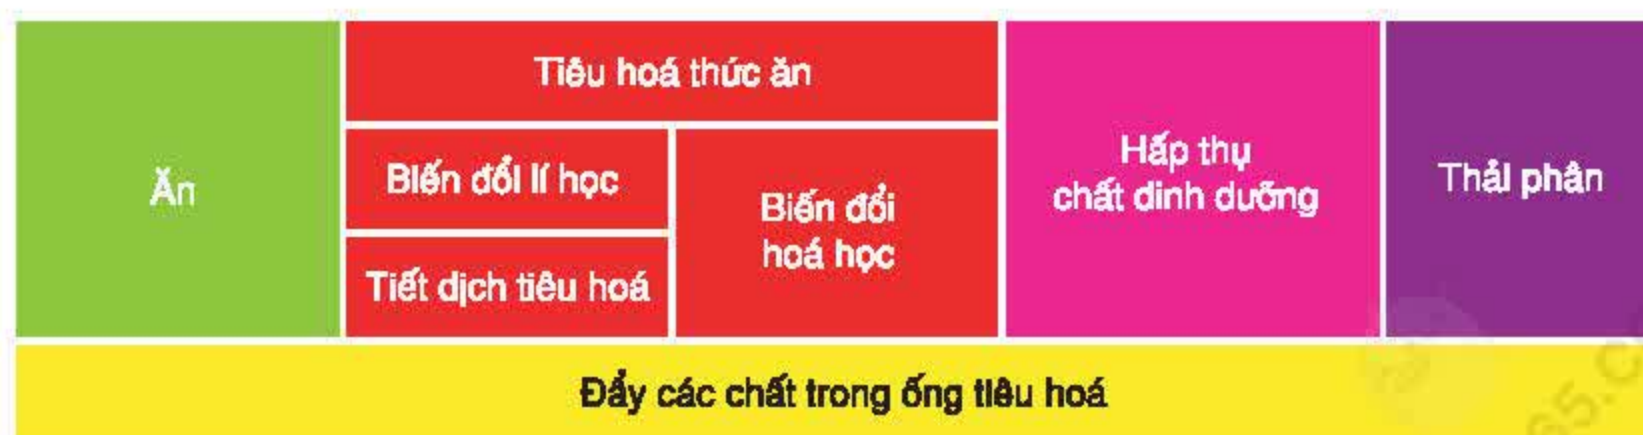 Ăn
Tiêu hoá thức ăn
Biến đổi lí học
Tiết dịch tiêu hoá
Biến đổi
hoá học
Hấp thụ
chất dinh dưỡng
Thải phân
Đẩy các chất trong ống tiêu hoá